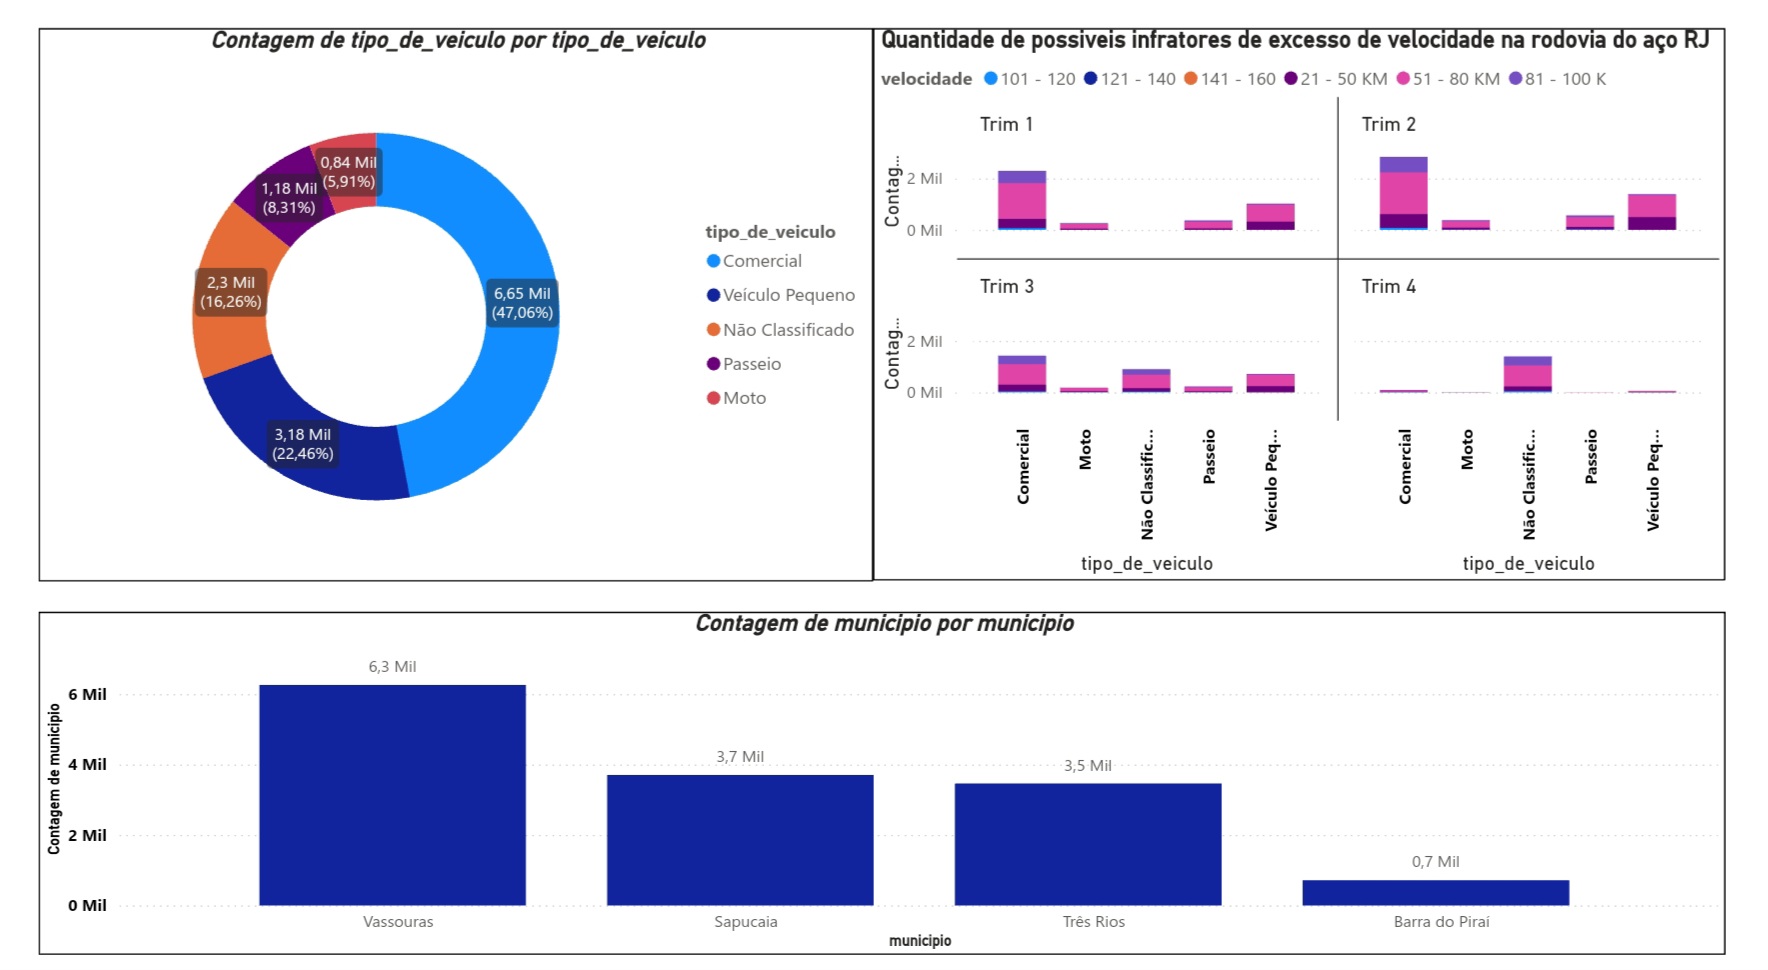 Contagem de tipo_de_veiculo por tipo_de_veiculo
0,84 Mil
(5,91%)
1,18 Mil
(8,31%)
2,3 Mil
(16,26%)
6,65 Mil
(47,06%)
3,18 Mil
(22,46%)
tipo_de_veiculo
Comercial
Veículo Pequeno
Não Classificado
Passeio
Moto
Quantidade de possiveis infratores de excesso de velocidade na rodovia do aço RJ
velocidade 101 - 120 121 - 140 141 - 160 21 - 50 KM 51 - 80 KM 81 - 100 K
Trim 1
Trim 2
Contag...
2 Mil
0 Mil
Trim 3
Trim 4
Contag...
2 Mil
0 Mil
Comercial
Moto
Não Classific...
Passeio
Veículo Peq...
Comercial
Moto
Não Classific...
Passeio
Veículo Peq...
tipo_de_veiculo
tipo_de_veiculo
Contagem de municipio por municipio
Contagem de municipio
6 Mil
4 Mil
2 Mil
0 Mil
6,3 Mil
3,7 Mil
3,5 Mil
0,7 Mil
Vassouras
Sapucaia
Três Rios
Barra do Piraí
municipio